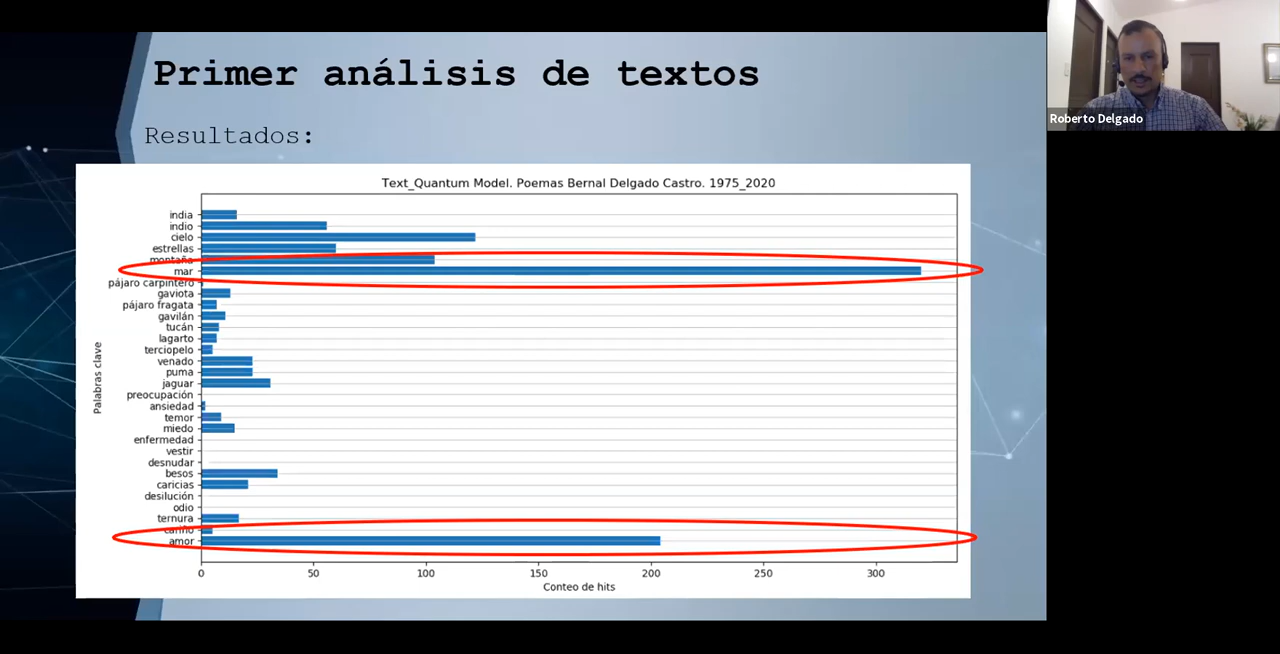 Primer análisis de textos
Roberto Delgado
Resultados:
Text_Quantum Model. Poemas Bernal Delgado Castro. 1975_2020
Palabras clave
india
indio
cielo
estrellas
montaña
mar
pájaro carpintero
gaviota
pájaro fragata
gavilán
tucán
lagarto
terciopelo
venado
puma
jaguar
preocupación
ansiedad
temor
miedo
enfermedad
vestir
desnudar
besos
caricias
desilución
odio
ternura
cariño
amor
0 50 100 150 200 250 300
Conteo de hits